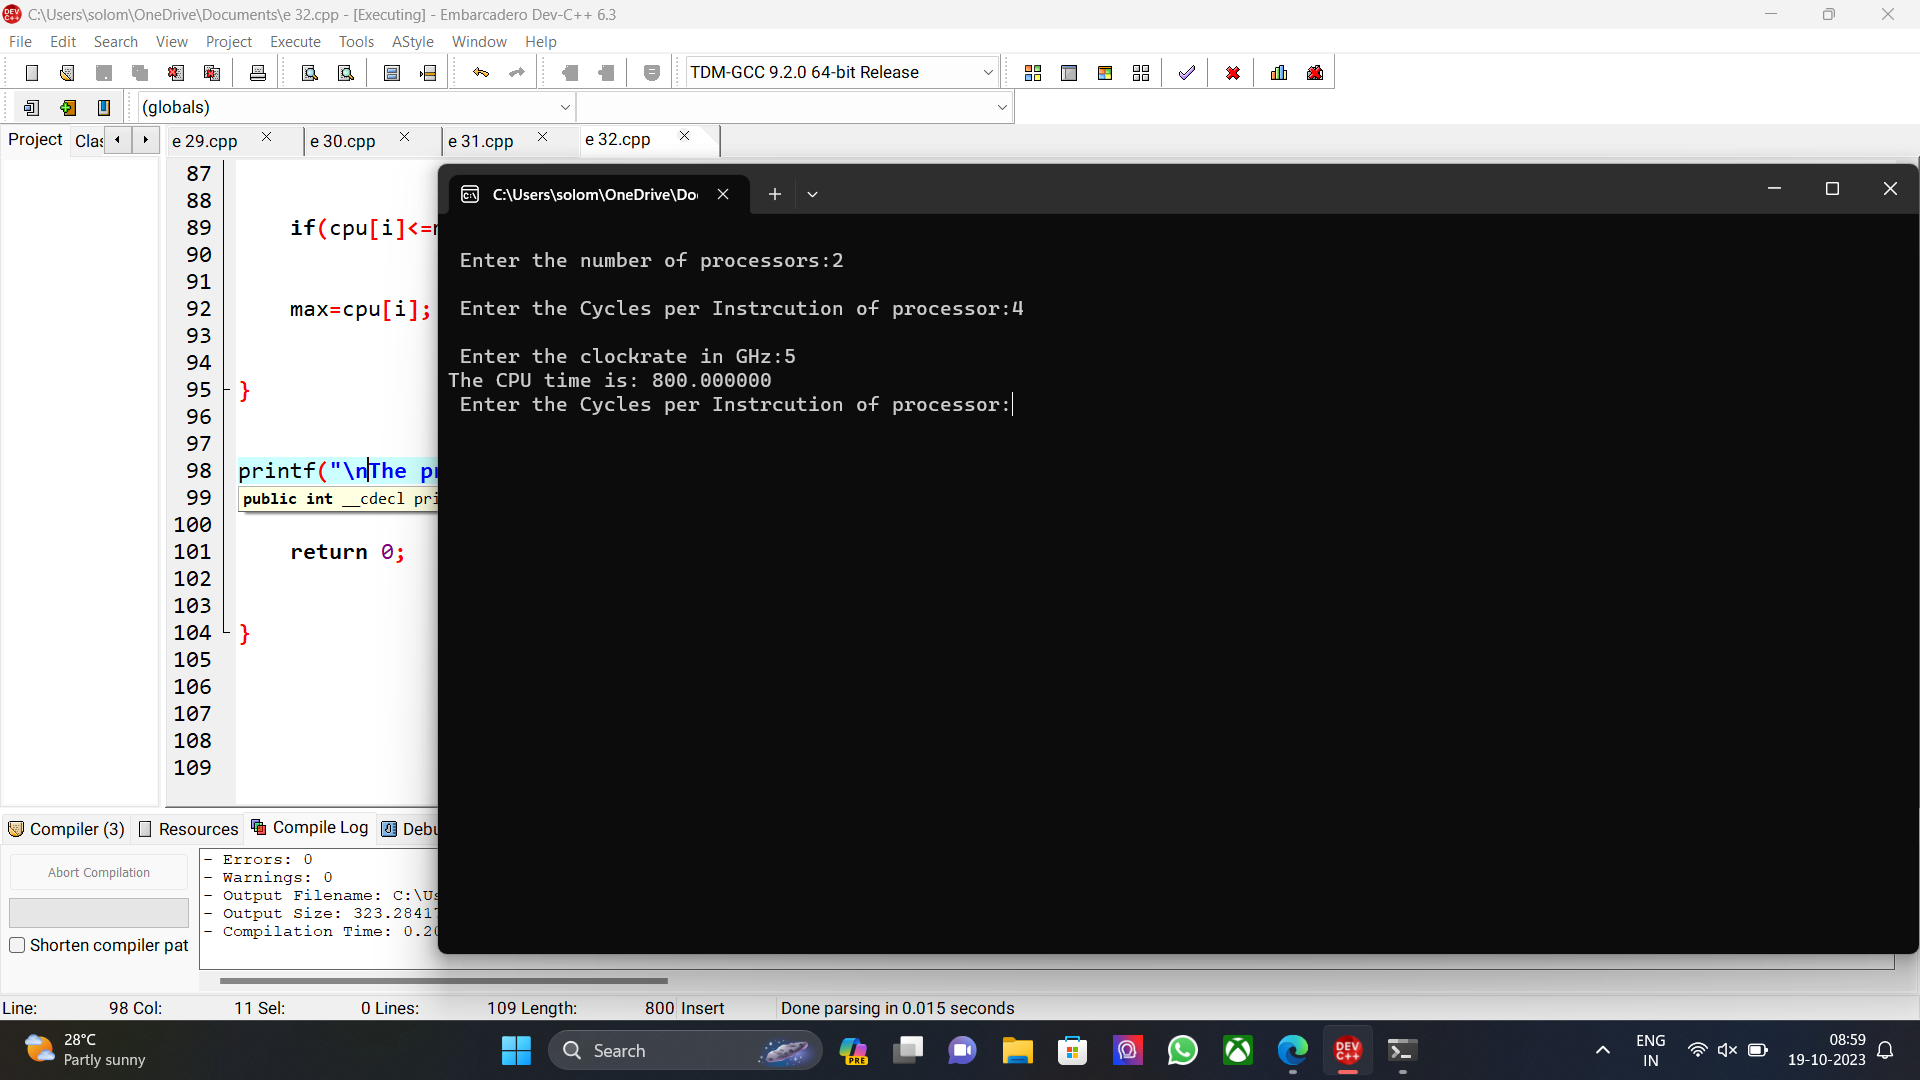 C:\Users\solom\OneDrive\Documents\e 32.cpp - [Executing] - Embarcadero Dev-C++ 6.3
File Edit Search View Project Execute Tools AStyle Window Help
TDM-GCC 9.2.0 64-bit Release
(globals)
Project Clas e 29.cpp e 30.cpp e 31.cpp e 32.cpp
C:\Users\solom\OneDrive\Do
87
88
89 if(cpu[i]<=
90
91
92 max=cpu[i];
93
94
95 }
96
97
98 printf("\nThe pr
99 public int __cdecl pri
100
101 return 0;
102
103
104 }
105
106
107
108
109
Enter the number of processors:2
Enter the Cycles per Instrcution of processor:4
Enter the clockrate in GHz:5
The CPU time is: 800.000000
Enter the Cycles per Instrcution of processor:
Compiler (3) Resources Compile Log Debu
Abort Compilation
Shorten compiler pat
- Errors: 0
- Warnings: 0
- Output Filename: C:\Us
- Output Size: 323.2841
- Compilation Time: 0.20
Line: 98 Col: 11 Sel: 0 Lines: 109 Length: 800 Insert Done parsing in 0.015 seconds
28°C
Partly sunny
Search
PRE
DEV
C++
ENG
IN
08:59
19-10-2023